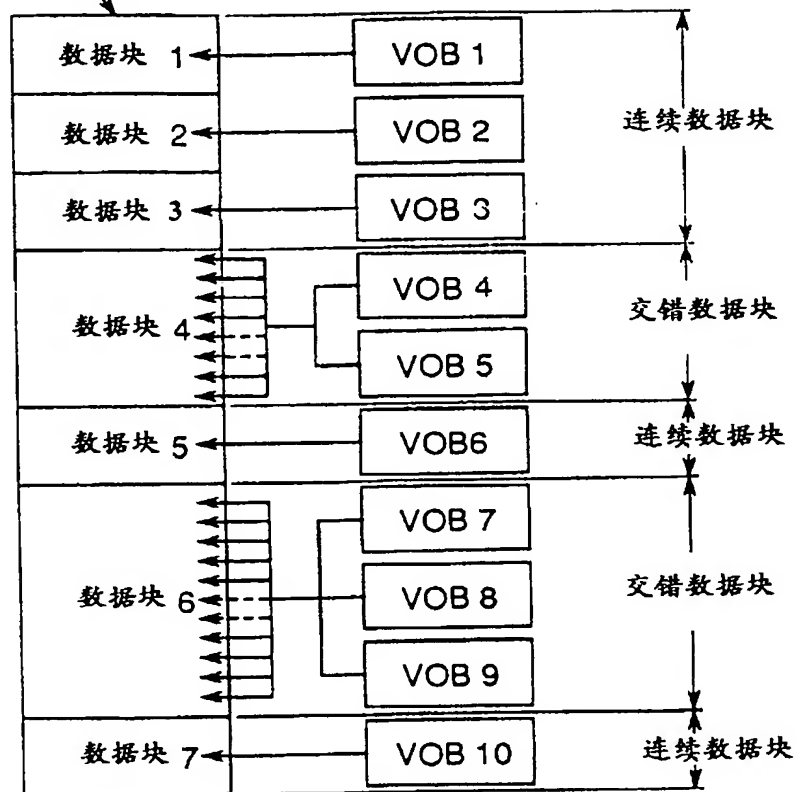 数据块 1
VOB 1
数据块 2
VOB 2
连续数据块
数据块 3
VOB 3
数据块 4
VOB 4
交错数据块
VOB 5
数据块 5
VOB6
连续数据块
VOB 7
数据块 6
VOB 8
交错数据块
VOB 9
数据块 7
VOB 10
连续数据块